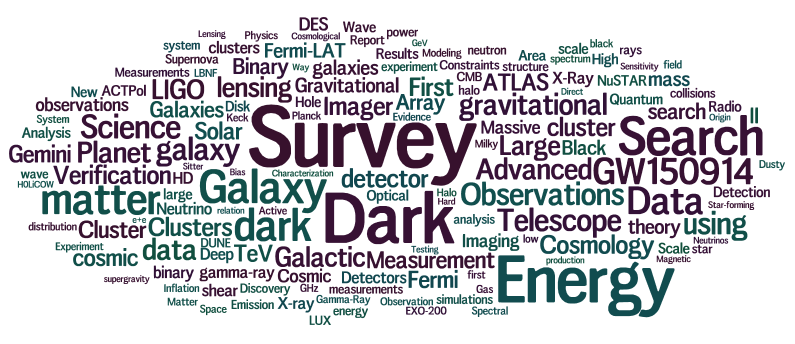 DES Wave
Lensing Physics Cosmological Report power
system clusters Fermi-LAT Results GeV Modeling neutron Area scale black rays
Supernova Binary galaxies experiment Constraints structure spectrum High
Measurements LBNF Way CMB ATLAS X-Ray Sensitivity field
New ACTPol LIGO lensing Gravitational First halo NuSTAR mass
observations Galaxies Disk Hole Imager Array gravitational Direct Quantum collisions
System Keck Planck Evidence search Radio
Analysis Science Solar Survey Massive cluster Search Origin II
Gemini Planet galaxy Milky Large Black
wave Verification HD Sitter Bias Characterization detector Advanced GW150914 Dusty
H0LiCOW matter large Galaxy Optical Halo Observations Data Detection
Neutrino relation Active Hard Star-forming
distribution Cluster e+e Clusters dark Dark analysis Telescope theory using
Experiment cosmic data DUNE Deep TeV Galactic Testing Imaging low Cosmology Scale star Neutrinos
Measurement production Magnetic
supergravity binary gamma-ray Cosmic Detectors Fermi first Energy
Inflation shear Discovery GHz measurements Gas
Matter Space Emission X-ray Gamma-Ray Observation simulations
energy EXO-200 Spectral
LUX